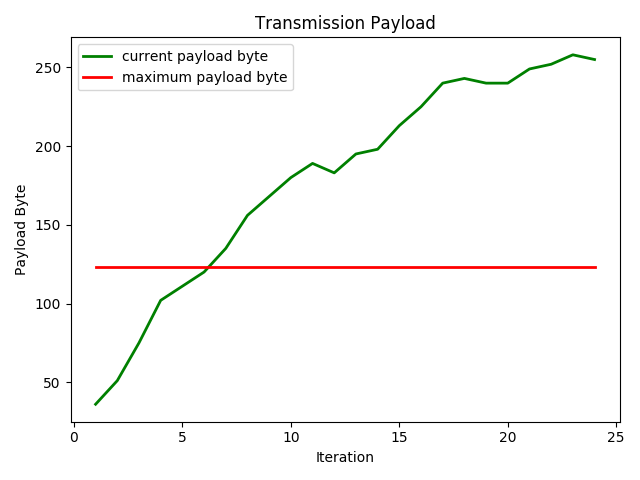 Transmission Payload
current payload byte
maximum payload byte
Payload Byte
250
200
150
100
50
0
5
10
15
20
25
Iteration